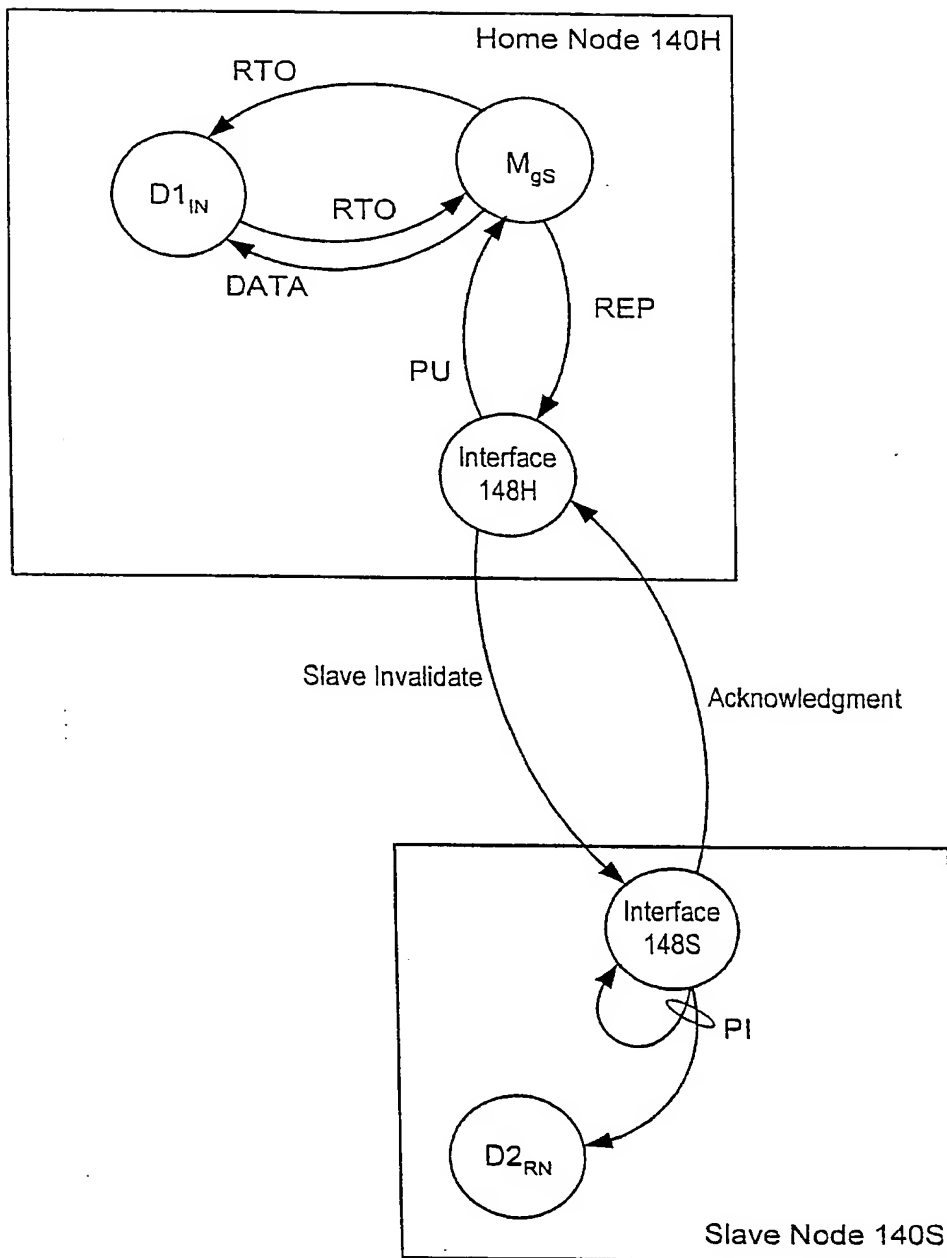 Home Node 140H
RTO
MgS
D1IN
RTO
DATA
REP
PU
Interface
148H
Slave Invalidate
Acknowledgment
Interface
148S
PI
D2RN
Slave Node 140S